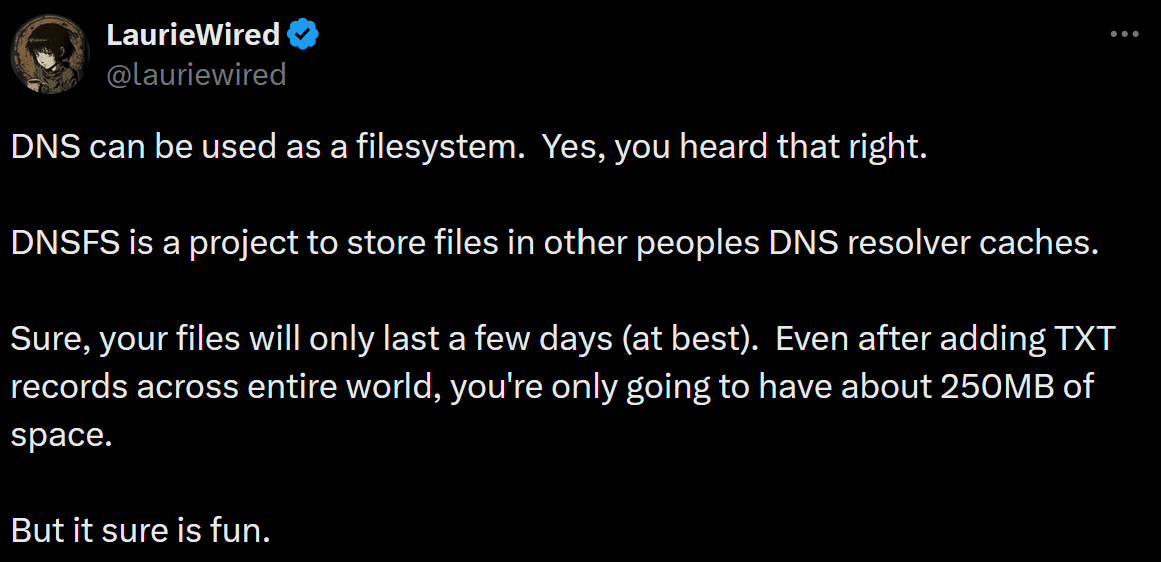 LaurieWired
@lauriewired
DNS can be used as a filesystem.  Yes, you heard that right.
DNSFS is a project to store files in other peoples DNS resolver caches.
Sure, your files will only last a few days (at best).  Even after adding TXT
records across entire world, you're only going to have about 250MB of
space.
But it sure is fun.